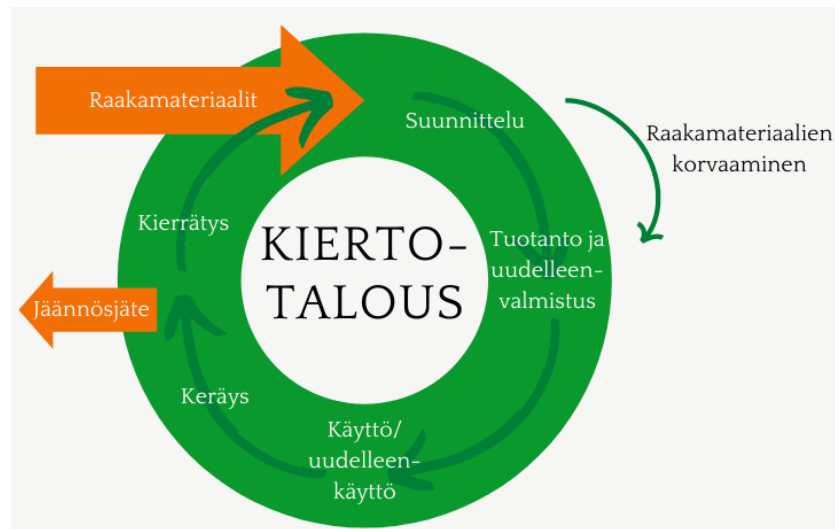 Raakamateriaalit
Suunnittelu
Raakamateriaalien
korvaaminen
Kierrätys
KIERTO-
TALOUS
Tuotanto ja
uudelleen-
valmistus
Jäännösjäte
Keräys
Käyttö/
uudelleen-
käyttö